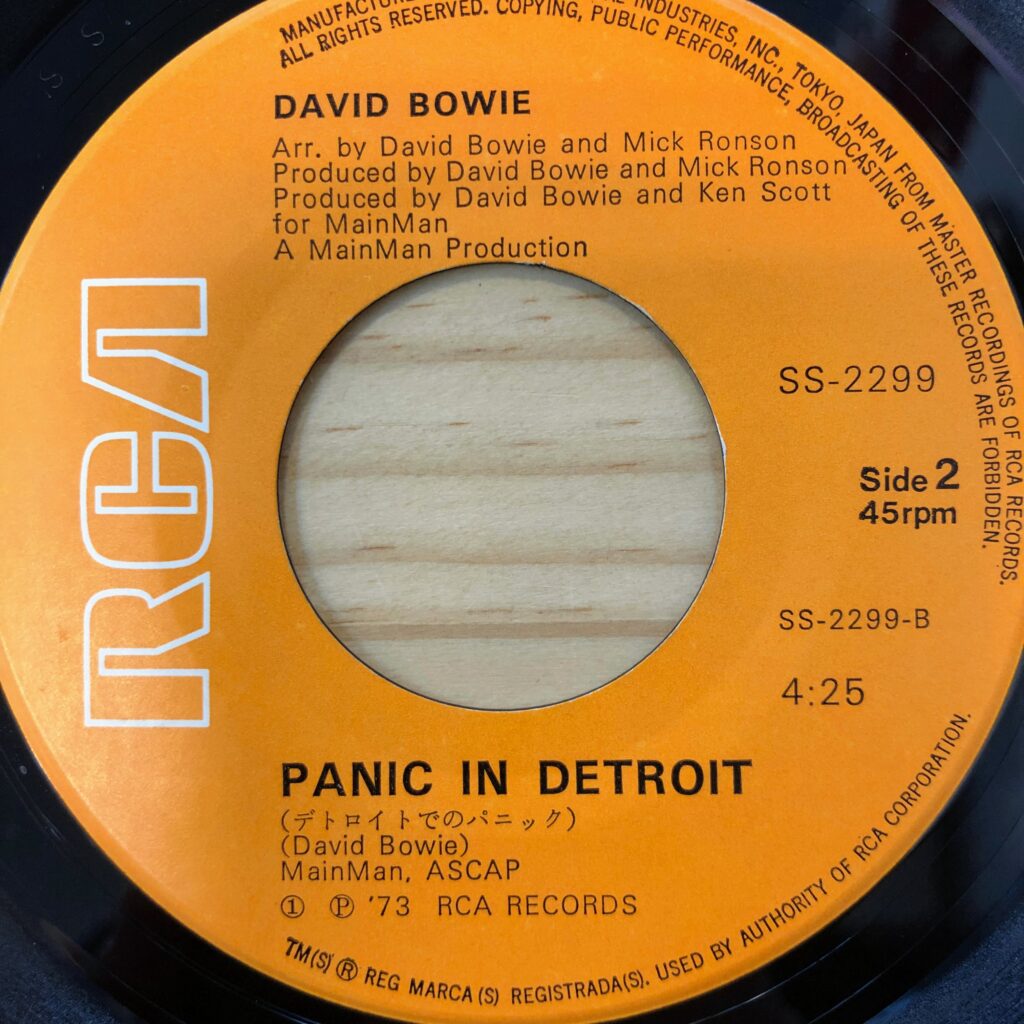 MANUFACTURE
AL INDUSTRIES, INC., TOKYO, JAPAN FROM MASTER RECORDINGS OF RCA RECORDS.
ALL RIGHTS RESERVED. COPYING, PUBLIC PERFORMANCE, BROADCASTING OF THESE RECORDS ARE FORBIDDEN.
DAVID BOWIE
Arr. by David Bowie and Mick Ronson
Produced by David Bowie and Mick Ronson
Produced by David Bowie and Ken Scott
for MainMan
A MainMan Production
RCA
SS-2299
Side 2
45rpm
SS-2299-B
4:25
PANIC IN DETROIT
(デトロイトでのパニック)
(David Bowie)
MainMan, ASCAP
① Ⓟ '73 RCA RECORDS
TM(S) ® REG MARCA(S) REGISTRADA(S). USED BY AUTHORITY OF RCA CORPORATION.